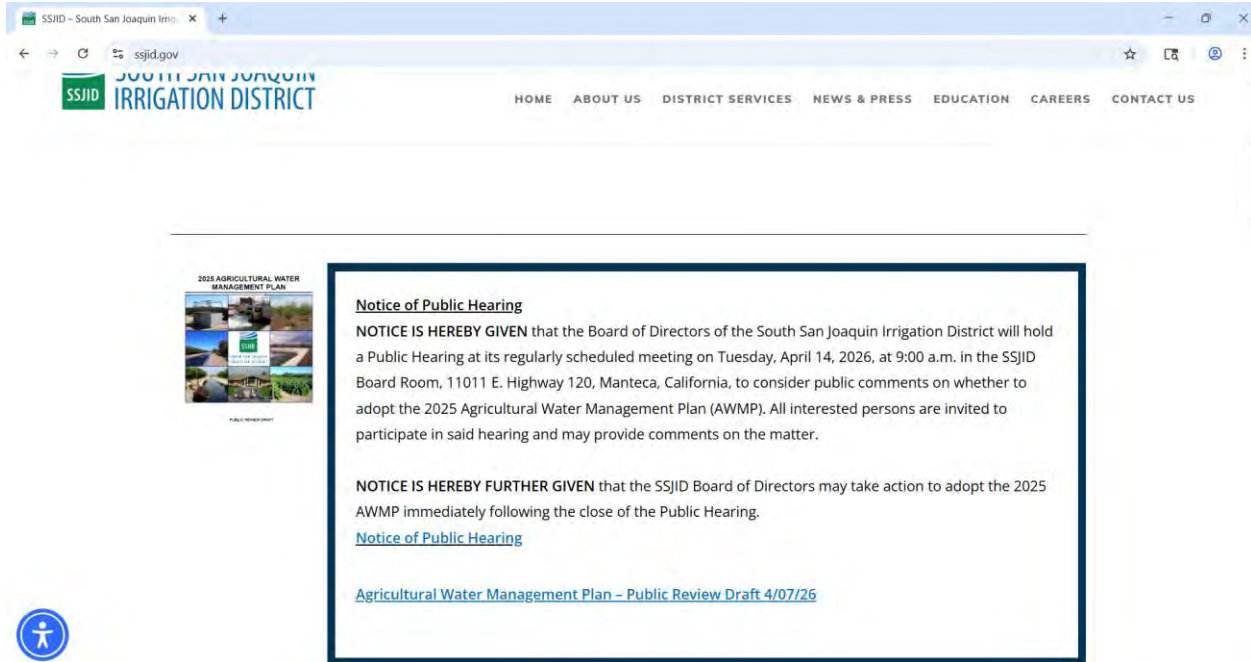 SSJID – South San Joaquin Irrig
ssjid.gov
SOUTH SAN JOAQUIN
SSJID IRRIGATION DISTRICT
HOME ABOUT US DISTRICT SERVICES NEWS & PRESS EDUCATION CAREERS CONTACT US
2025 AGRICULTURAL WATER
MANAGEMENT PLAN
SSJID
PUBLIC REVIEW DRAFT
Notice of Public Hearing
NOTICE IS HEREBY GIVEN that the Board of Directors of the South San Joaquin Irrigation District will hold
a Public Hearing at its regularly scheduled meeting on Tuesday, April 14, 2026, at 9:00 a.m. in the SSJID
Board Room, 11011 E. Highway 120, Manteca, California, to consider public comments on whether to
adopt the 2025 Agricultural Water Management Plan (AWMP). All interested persons are invited to
participate in said hearing and may provide comments on the matter.
NOTICE IS HEREBY FURTHER GIVEN that the SSJID Board of Directors may take action to adopt the 2025
AWMP immediately following the close of the Public Hearing.
Notice of Public Hearing
Agricultural Water Management Plan – Public Review Draft 4/07/26